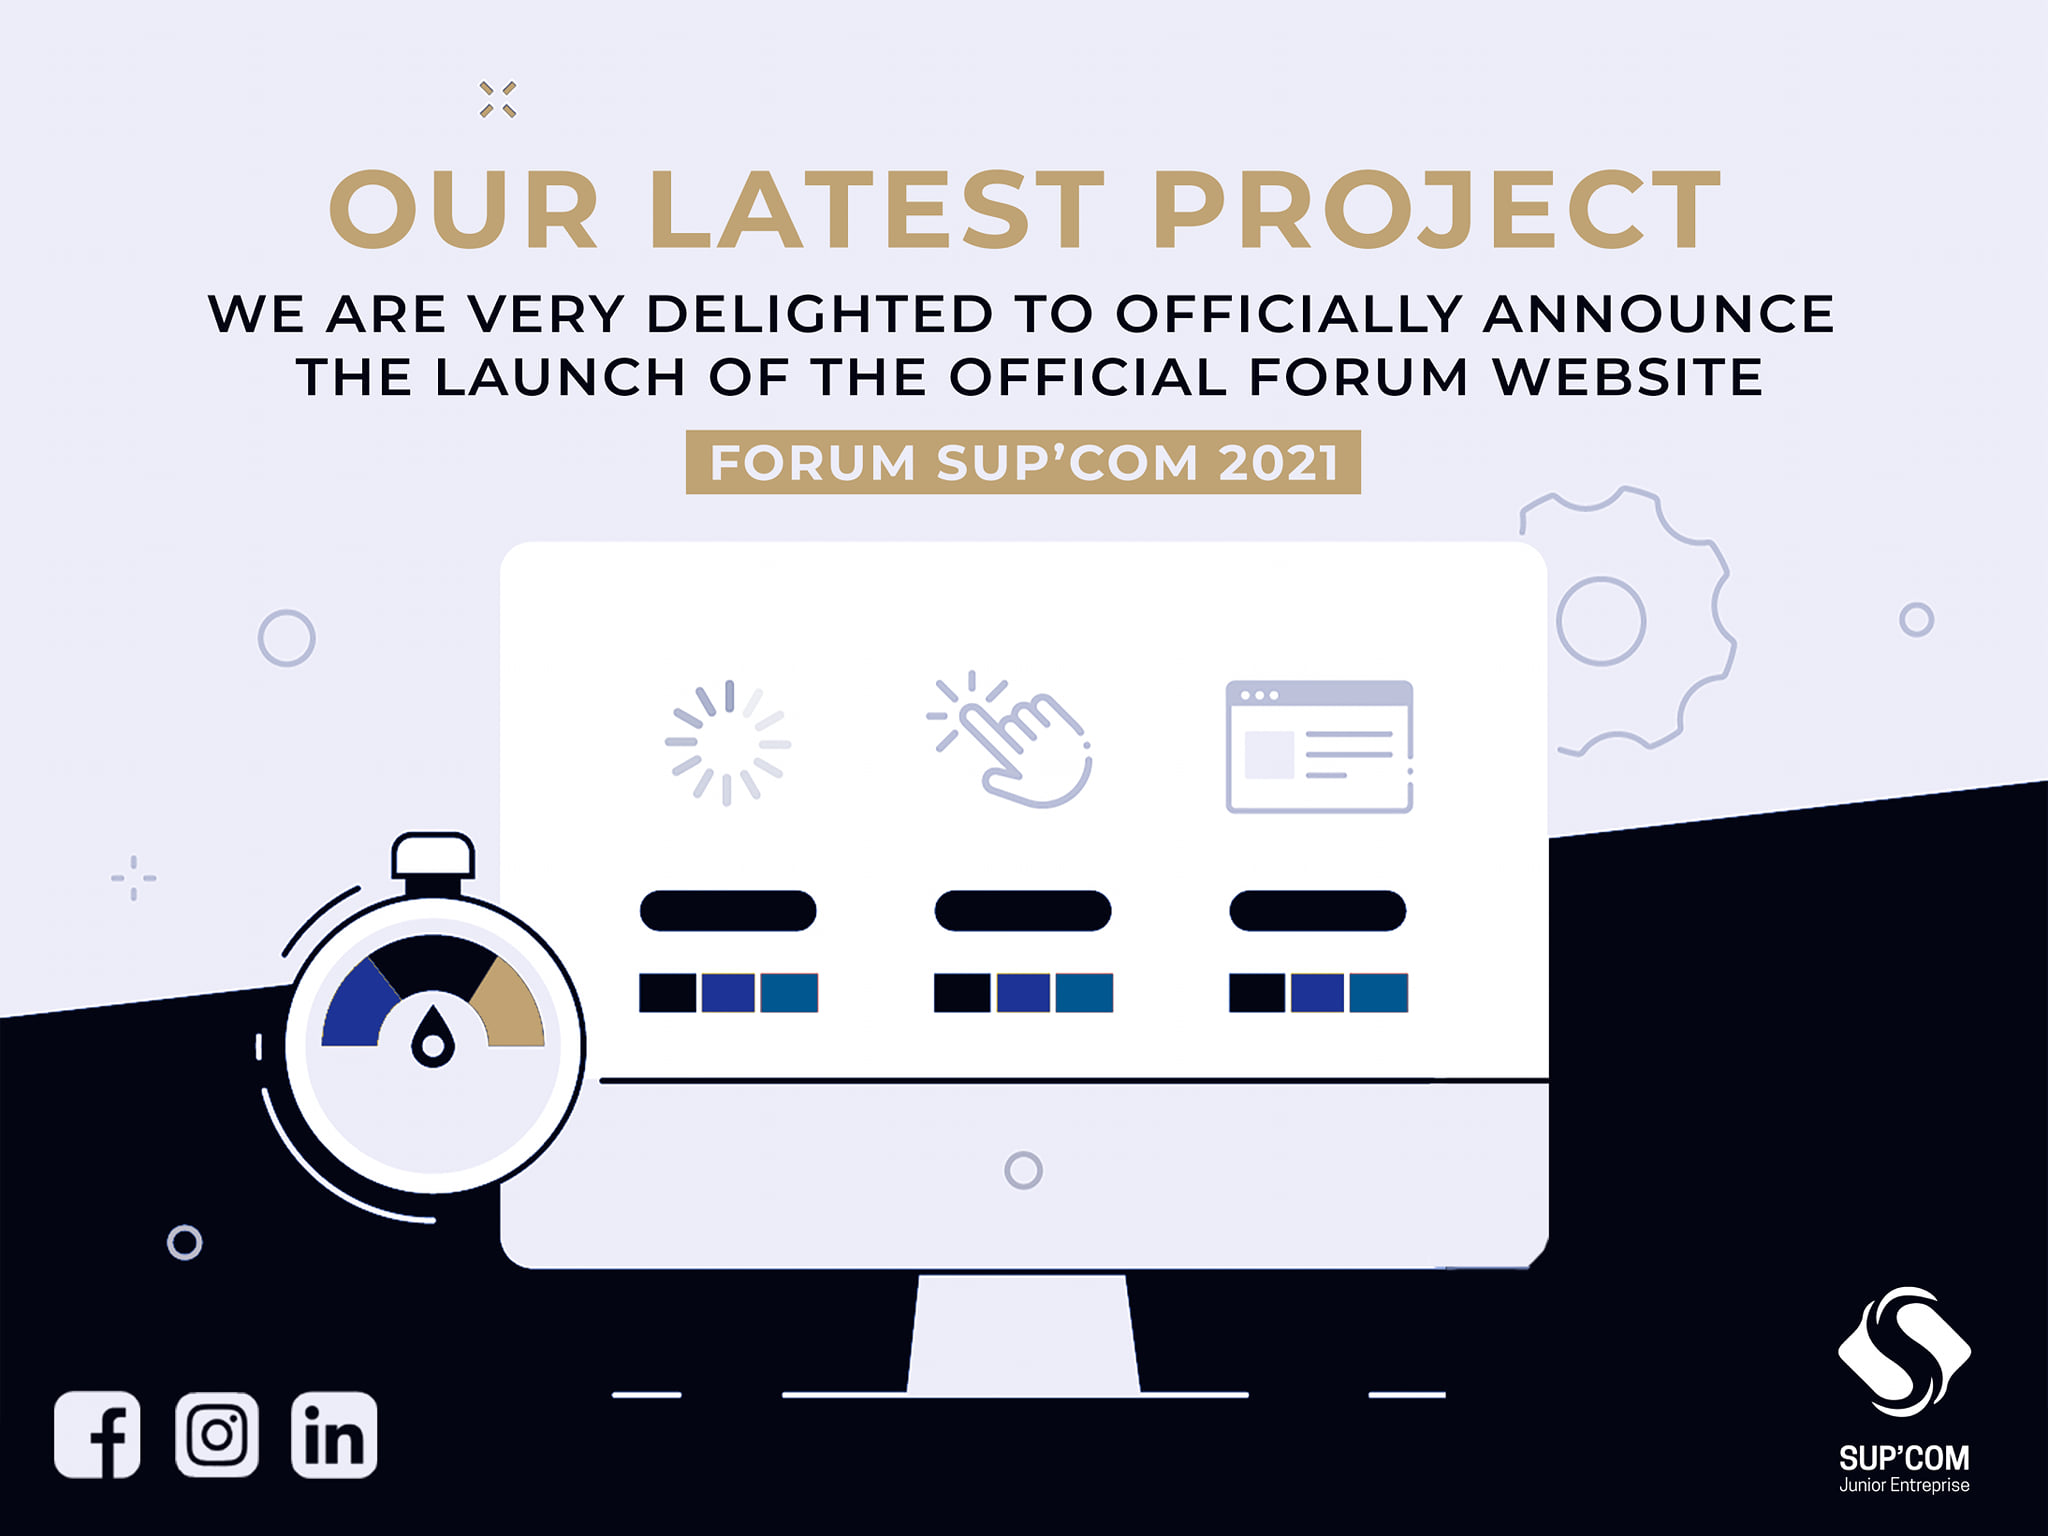 OUR LATEST PROJECT
WE ARE VERY DELIGHTED TO OFFICIALLY ANNOUNCE
THE LAUNCH OF THE OFFICIAL FORUM WEBSITE
FORUM SUP’COM 2021
in
SUP’COM
Junior Entreprise